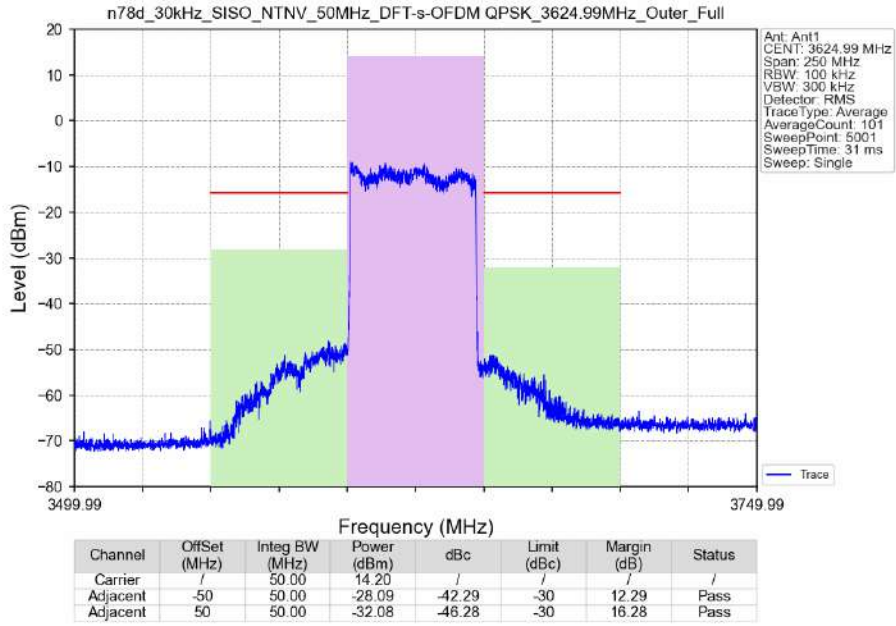 n78d_30kHz_SISO_NTNV_50MHz_DFT-s-OFDM QPSK_3624.99MHz_Outer_Full
Ant: Ant1
CENT: 3624.99 MHz
Span: 250 MHz
RBW: 100 kHz
VBW: 300 kHz
Detector: RMS
TraceType: Average
AverageCount: 101
SweepPoint: 5001
SweepTime: 31 ms
Sweep: Single
Level (dBm)
20
10
0
−10
−20
−30
−40
−50
−60
−70
−80
Trace
3499.99
3749.99
Frequency (MHz)
Channel OffSet (MHz) Integ BW (MHz) Power (dBm) dBc Limit (dBc) Margin (dB) Status
Carrier / 50.00 14.20 / / / /
Adjacent -50 50.00 -28.09 -42.29 -30 12.29 Pass
Adjacent 50 50.00 -32.08 -46.28 -30 16.28 Pass